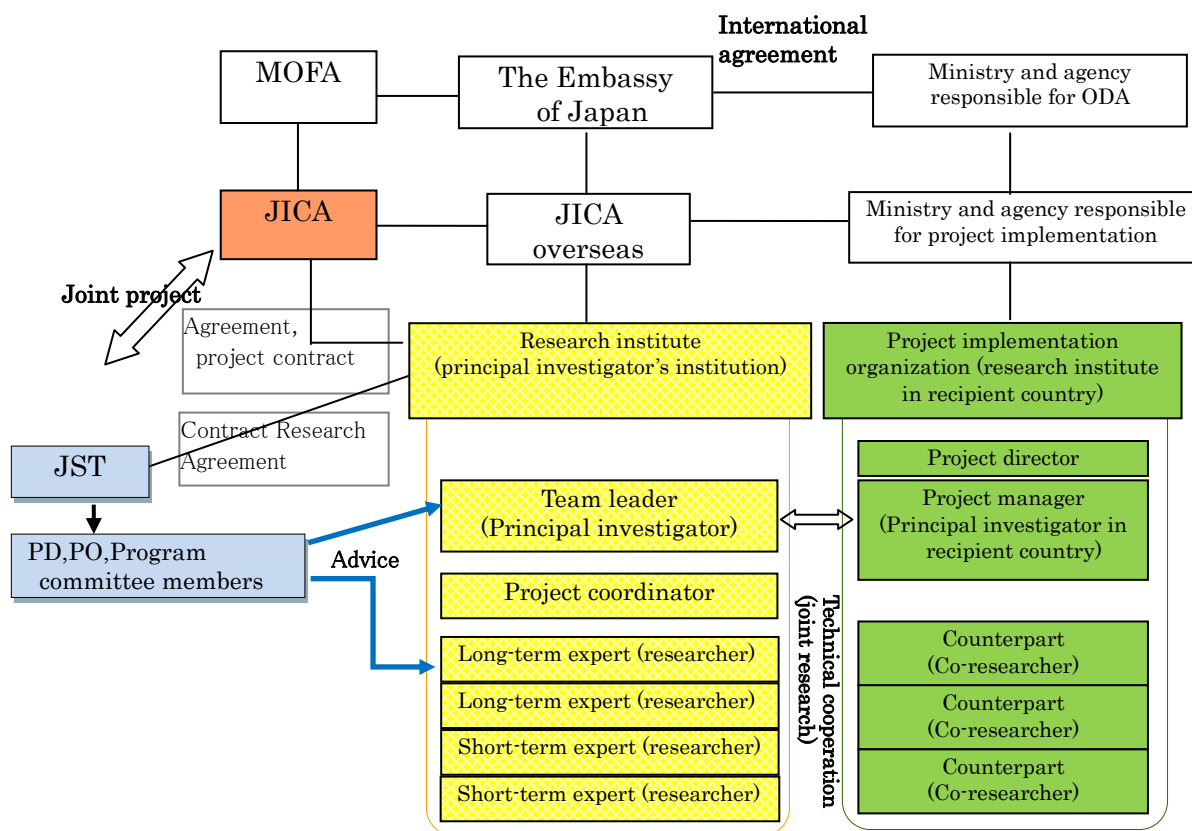 International
agreement
MOFA
The Embassy
of Japan
Ministry and agency
responsible for ODA
JICA
JICA
overseas
Ministry and agency responsible
for project implementation
Joint project
Agreement,
project contract
Research institute
(principal investigator's institution)
Project implementation
organization (research institute
in recipient country)
Contract Research
Agreement
JST
Project director
Team leader
(Principal investigator)
Project manager
(Principal investigator in
recipient country)
PD,PO,Program
committee members
Advice
Project coordinator
Technical cooperation
(joint research)
Long-term expert (researcher)
Long-term expert (researcher)
Short-term expert (researcher)
Short-term expert (researcher)
Counterpart
(Co-researcher)
Counterpart
(Co-researcher)
Counterpart
(Co-researcher)